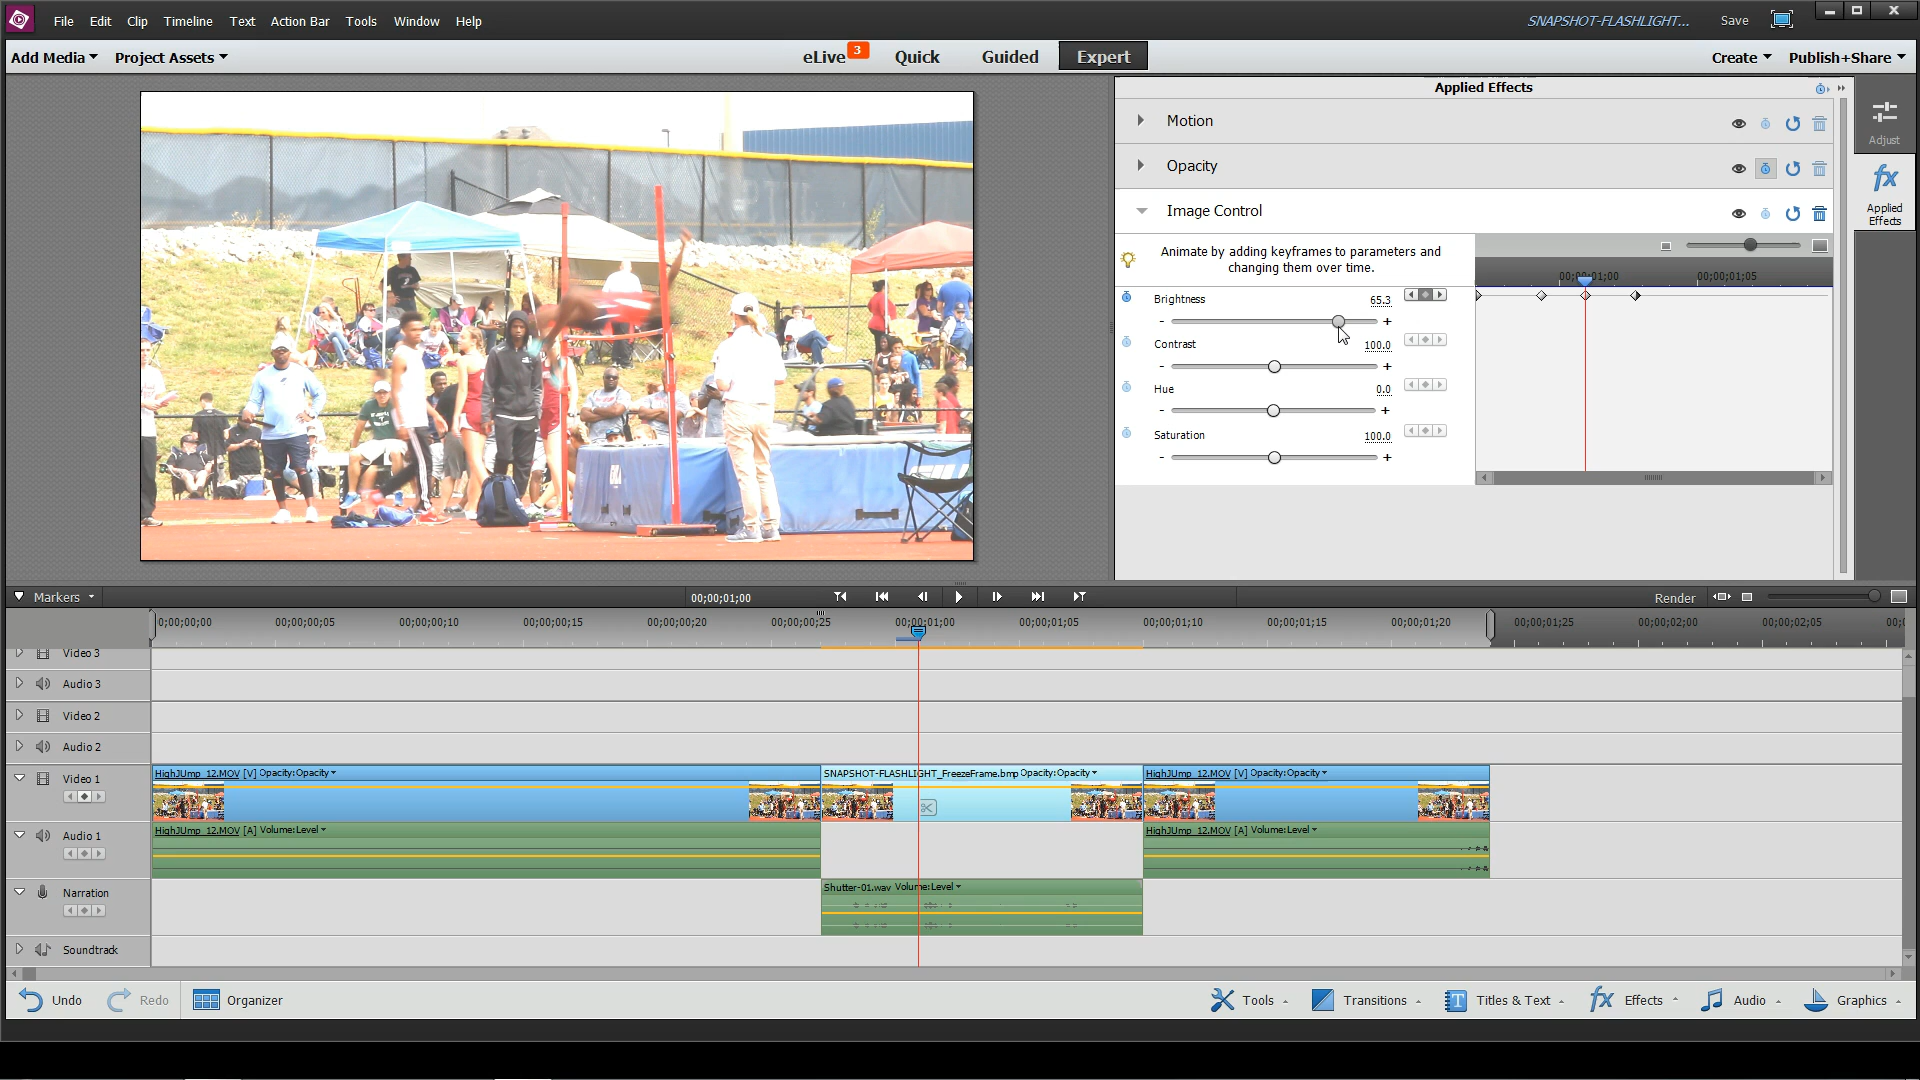 File Edit Clip Timeline Text Action Bar Tools Window Help
SNAPSHOT-FLASHLIGHT... Save
Add Media Project Assets
eLive 3 Quick Guided Expert
Create Publish+Share
Applied Effects
Motion
Opacity
Image Control
Adjust
Applied
Effects
Animate by adding keyframes to parameters and
changing them over time.
00;00;01;00 00;00;01;05
Brightness 65.3
- +
Contrast 100.0
- +
Hue 0.0
- +
Saturation 100.0
- +
Markers
00;00;01;00
Render
0;00;00;00 00;00;00;05 00;00;00;10 00;00;00;15 00;00;00;20 00;00;00;25 00;00;01;00 00;00;01;05 00;00;01;10 00;00;01;15 00;00;01;20 00;00;01;25 00;00;02;00 00;00;02;05
Video 3
Audio 3
Video 2
Audio 2
Video 1
HighJUmp_12.MOV [V] Opacity:Opacity
SNAPSHOT-FLASHLIGHT_FreezeFrame.bmp Opacity:Opacity
HighJUmp_12.MOV [V] Opacity:Opacity
Audio 1
HighJUmp_12.MOV [A] Volume:Level
HighJUmp_12.MOV [A] Volume:Level
Narration
Shutter-01.wav Volume:Level
Soundtrack
Undo Redo Organizer
Tools Transitions Titles & Text fx Effects Audio Graphics